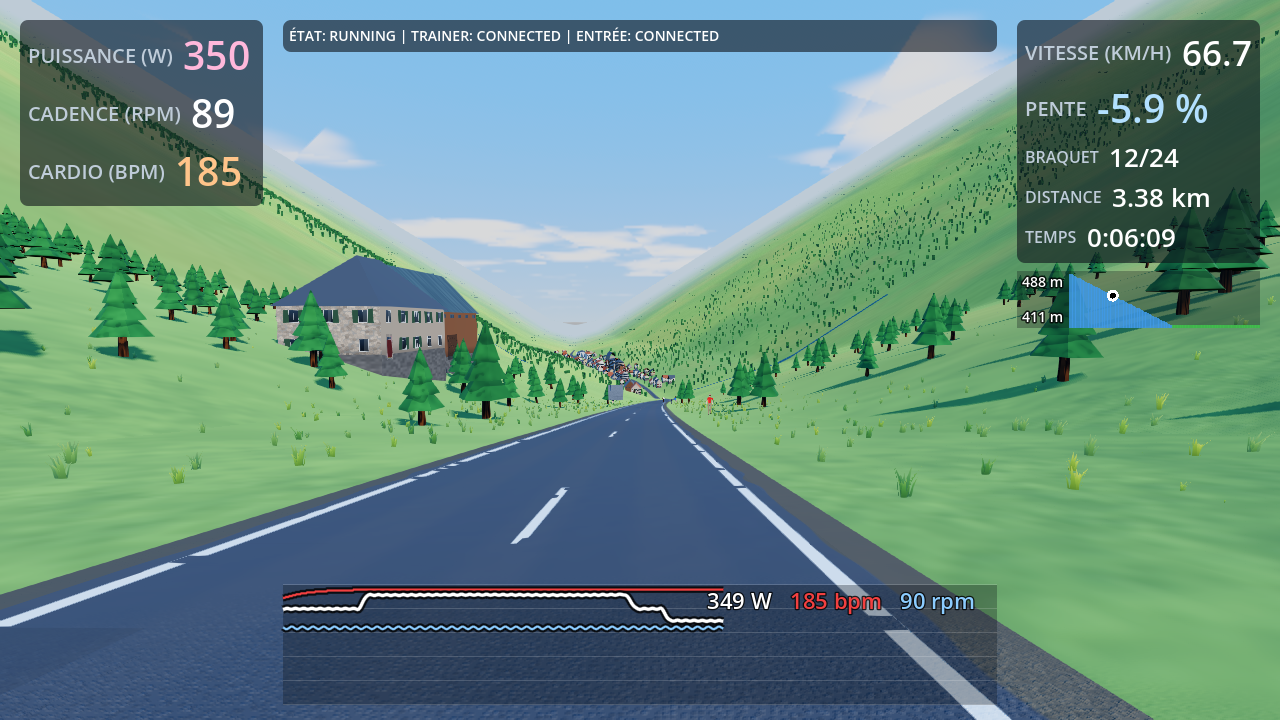 PUISSANCE (W) 350
CADENCE (RPM) 89
CARDIO (BPM) 185
ÉTAT: RUNNING | TRAINER: CONNECTED | ENTRÉE: CONNECTED
VITESSE (KM/H) 66.7
PENTE -5.9 %
BRAQUET 12/24
DISTANCE 3.38 km
TEMPS 0:06:09
488 m
411 m
349 W 185 bpm 90 rpm